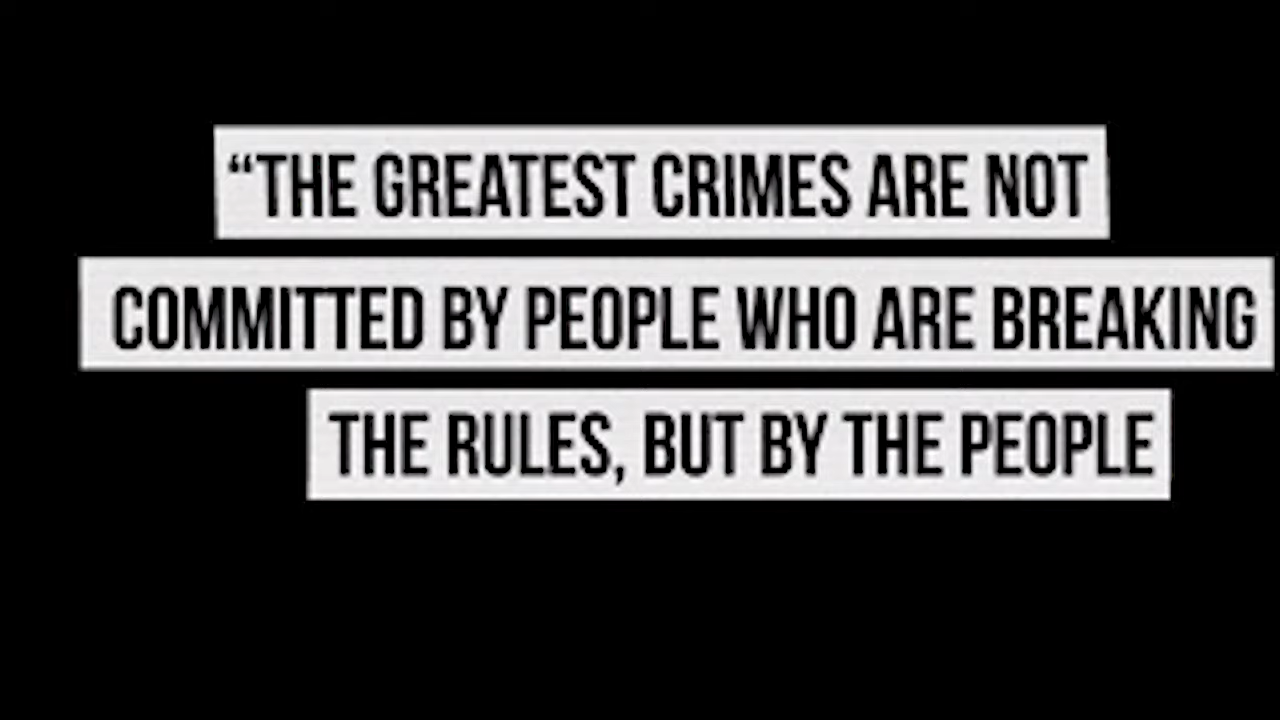 “THE GREATEST CRIMES ARE NOT
COMMITTED BY PEOPLE WHO ARE BREAKING
THE RULES, BUT BY THE PEOPLE